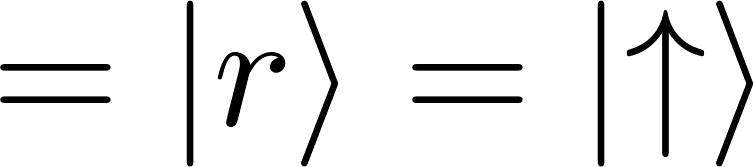 = |r⟩ = |↑⟩